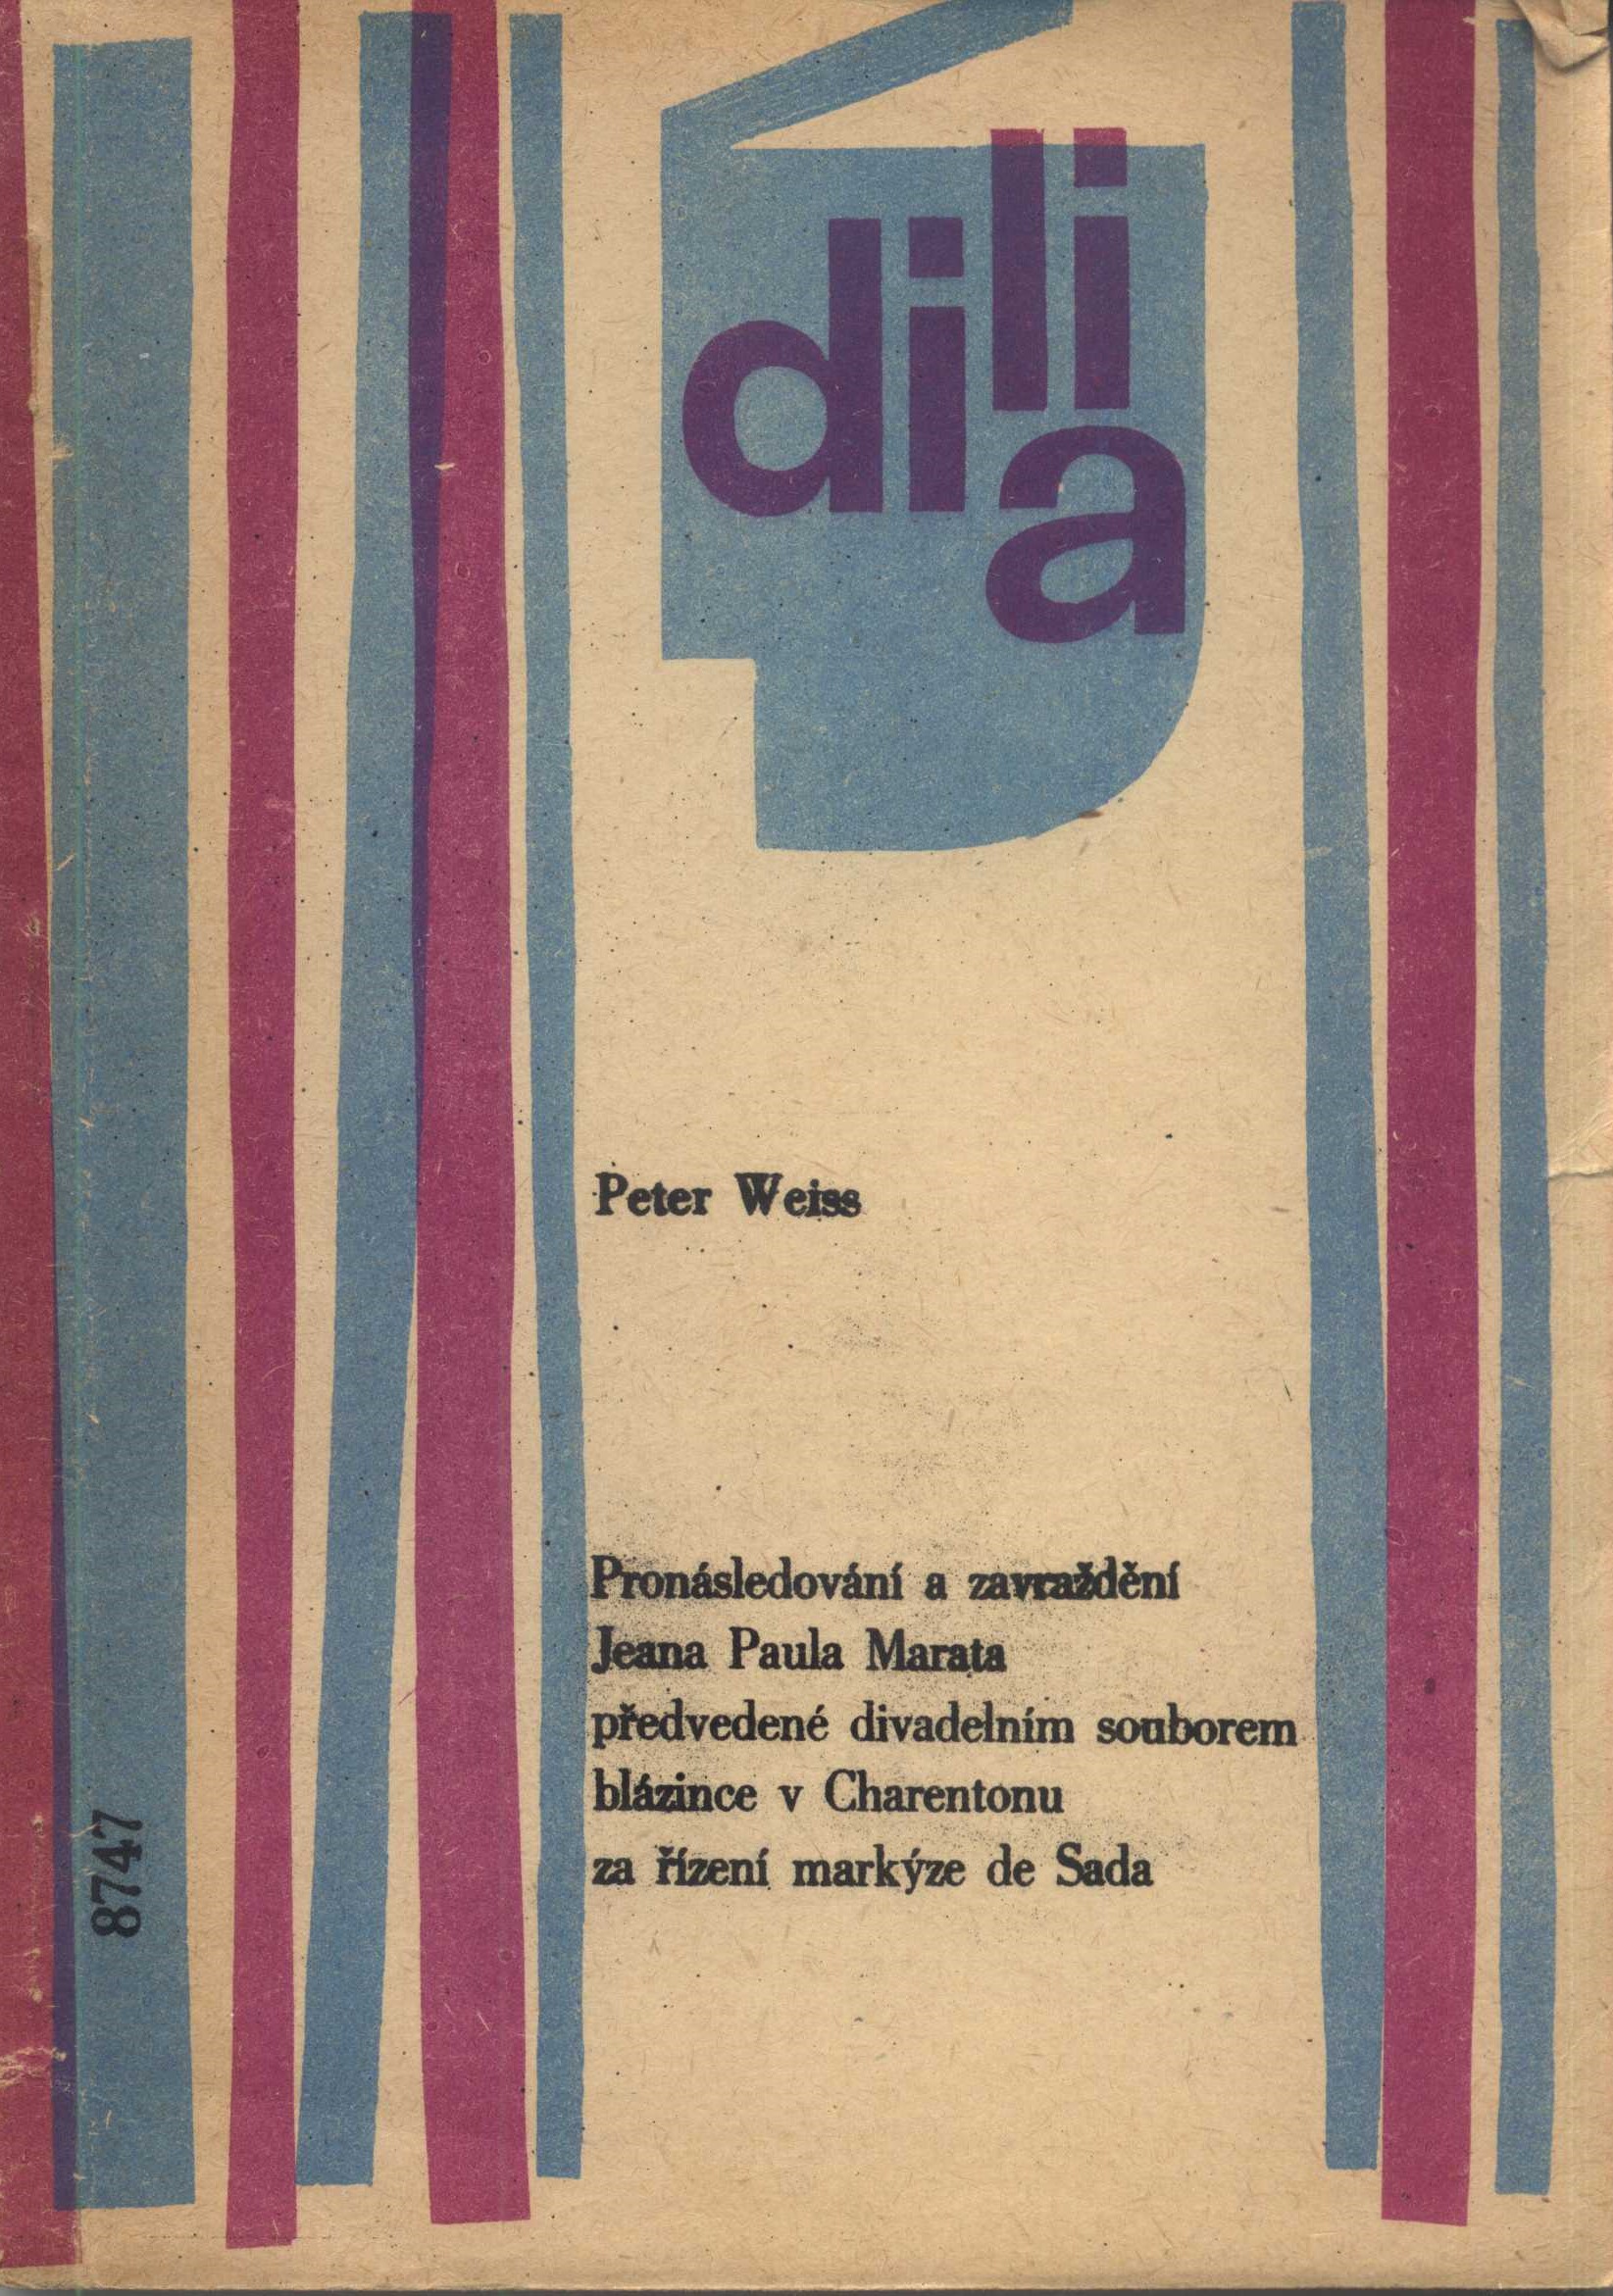 dilia
Peter Weiss
Pronásledování a zavraždění
Jeana Paula Marata
předvedené divadelním souborem
blázince v Charentonu
za řízení markýze de Sada
8747